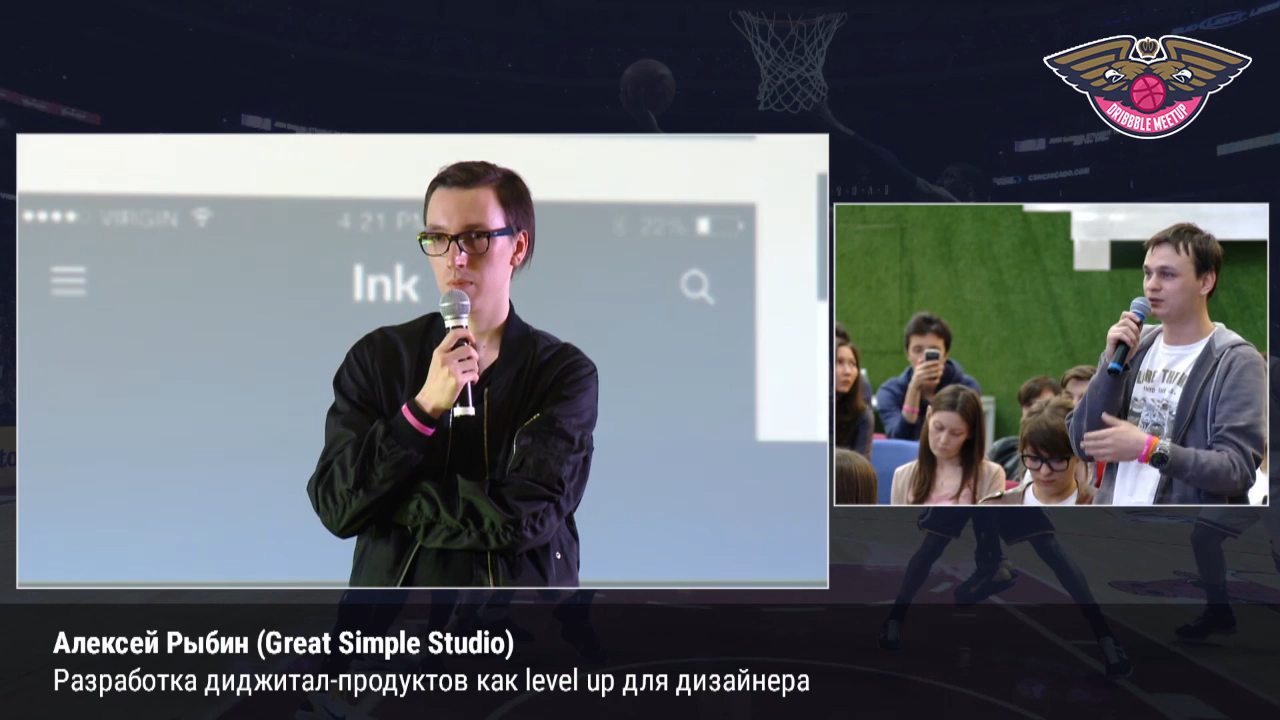 DRIBBBLE MEETUP
VIRGIN 4:21 22%
Ink
Алексей Рыбин (Great Simple Studio)
Разработка диджитал-продуктов как level up для дизайнера